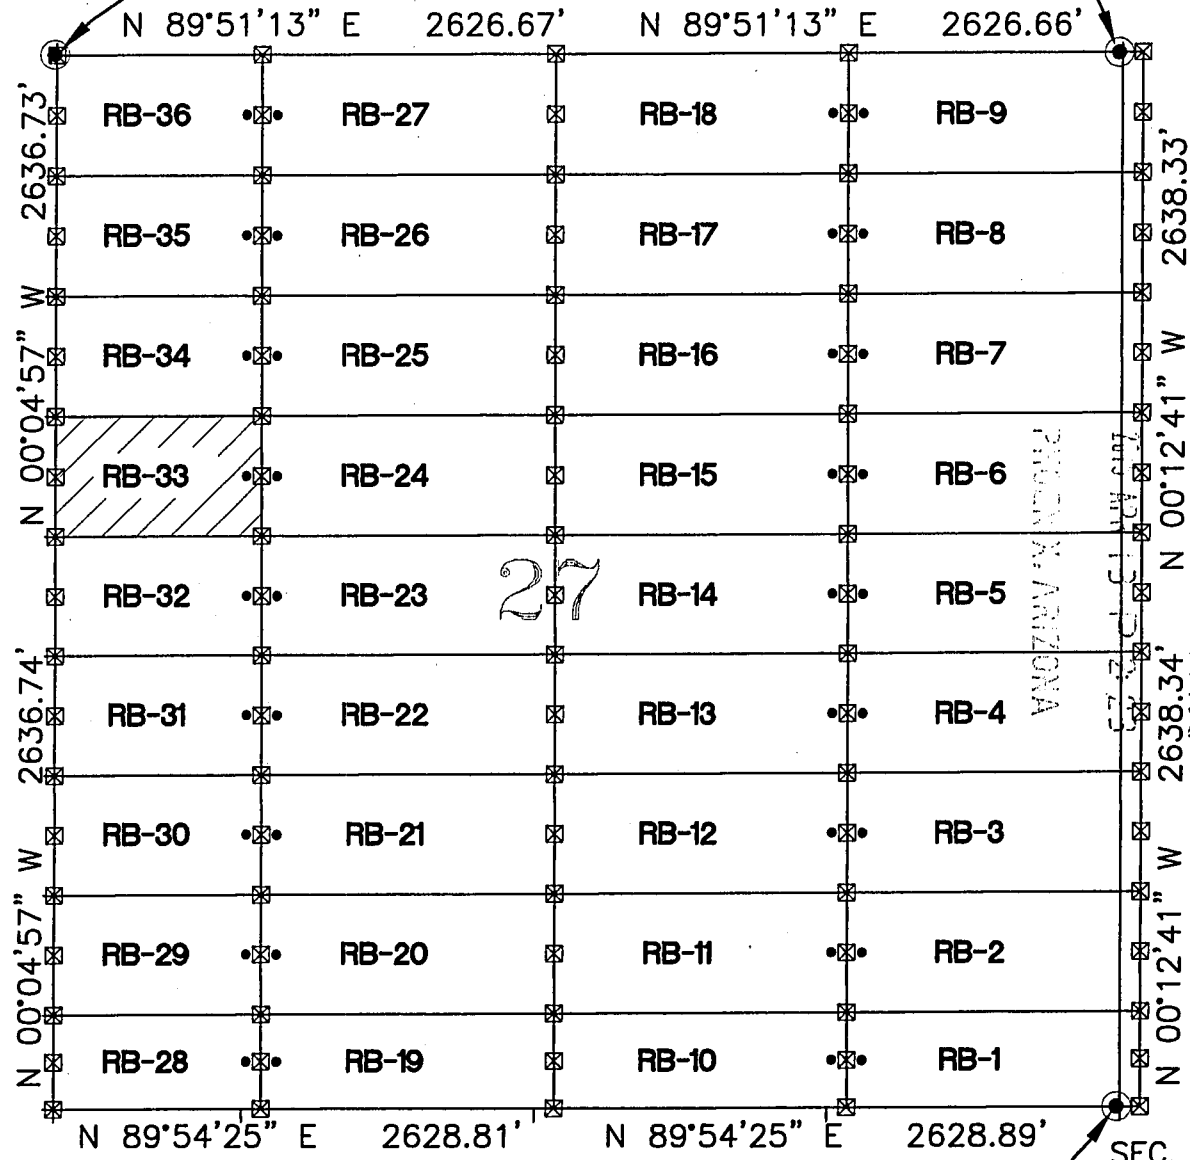 N 89°51'13" E 2626.67' N 89°51'13" E 2626.66'
RB-36 RB-27 RB-18 RB-9
RB-35 RB-26 RB-17 RB-8
RB-34 RB-25 RB-16 RB-7
RB-33 RB-24 RB-15 RB-6
RB-32 RB-23 RB-14 RB-5
27
RB-31 RB-22 RB-13 RB-4
RB-30 RB-21 RB-12 RB-3
RB-29 RB-20 RB-11 RB-2
RB-28 RB-19 RB-10 RB-1
N 89°54'25" E 2628.81' N 89°54'25" E 2628.89'
SEC.
N 00°04'57" W 2636.73'
N 00°04'57" W 2636.74'
N 00°12'41" W 2638.33'
N 00°12'41" W 2638.34'
PHOENIX, ARIZONA